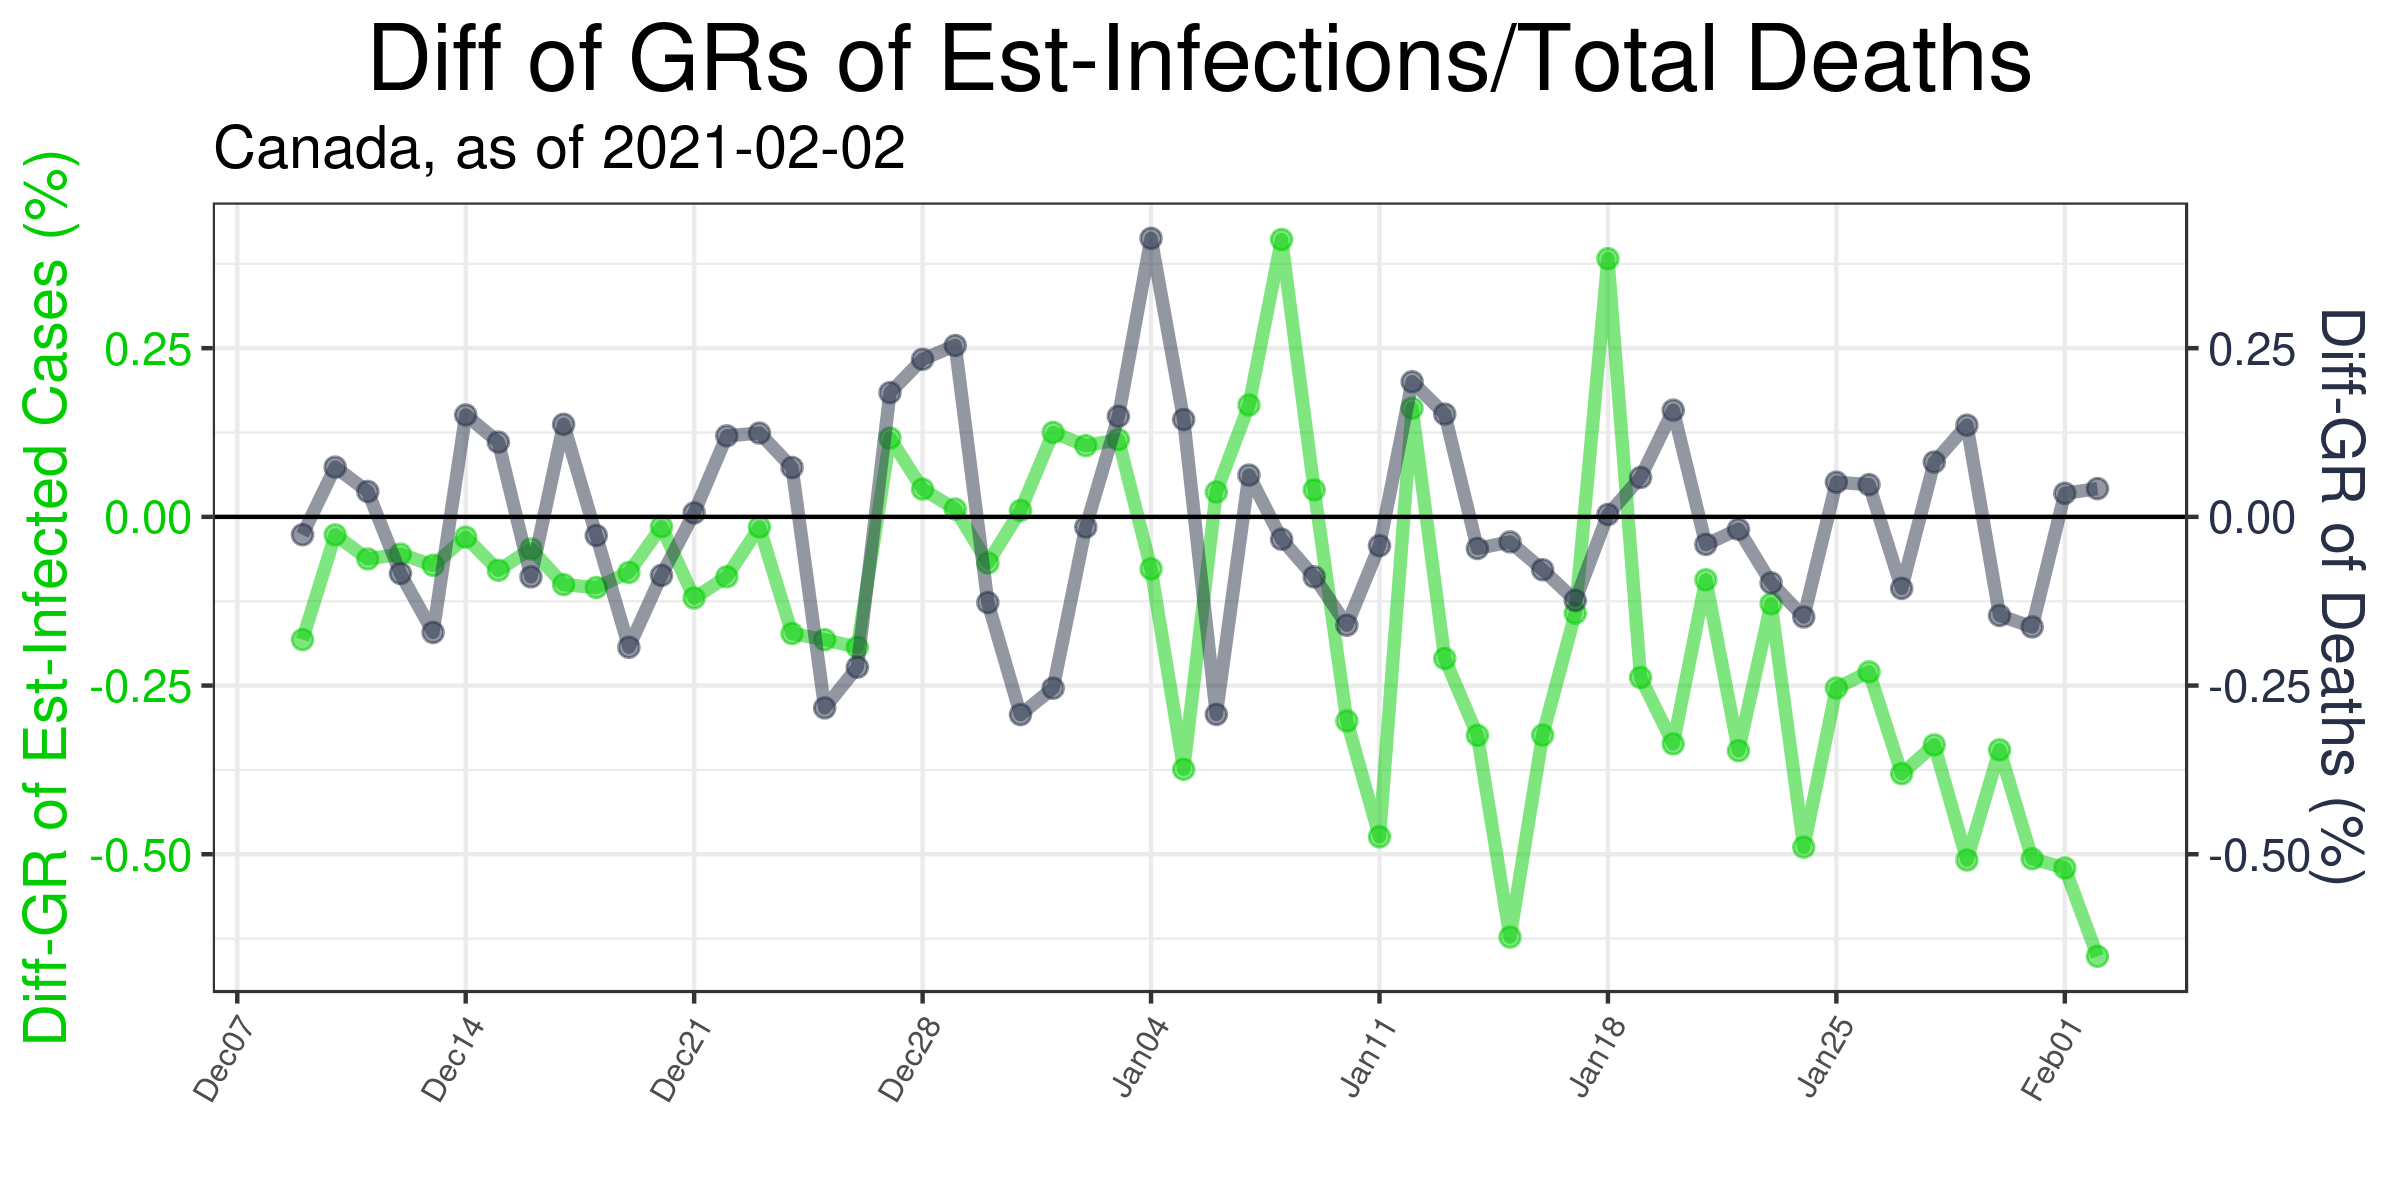 Diff of GRs of Est-Infections/Total Deaths
Canada, as of 2021-02-02
Diff-GR of Est-Infected Cases (%)
0.25
0.00
-0.25
-0.50
0.25
0.00
-0.25
-0.50
Diff-GR of Deaths (%)
Dec07
Dec14
Dec21
Dec28
Jan04
Jan11
Jan18
Jan25
Feb01